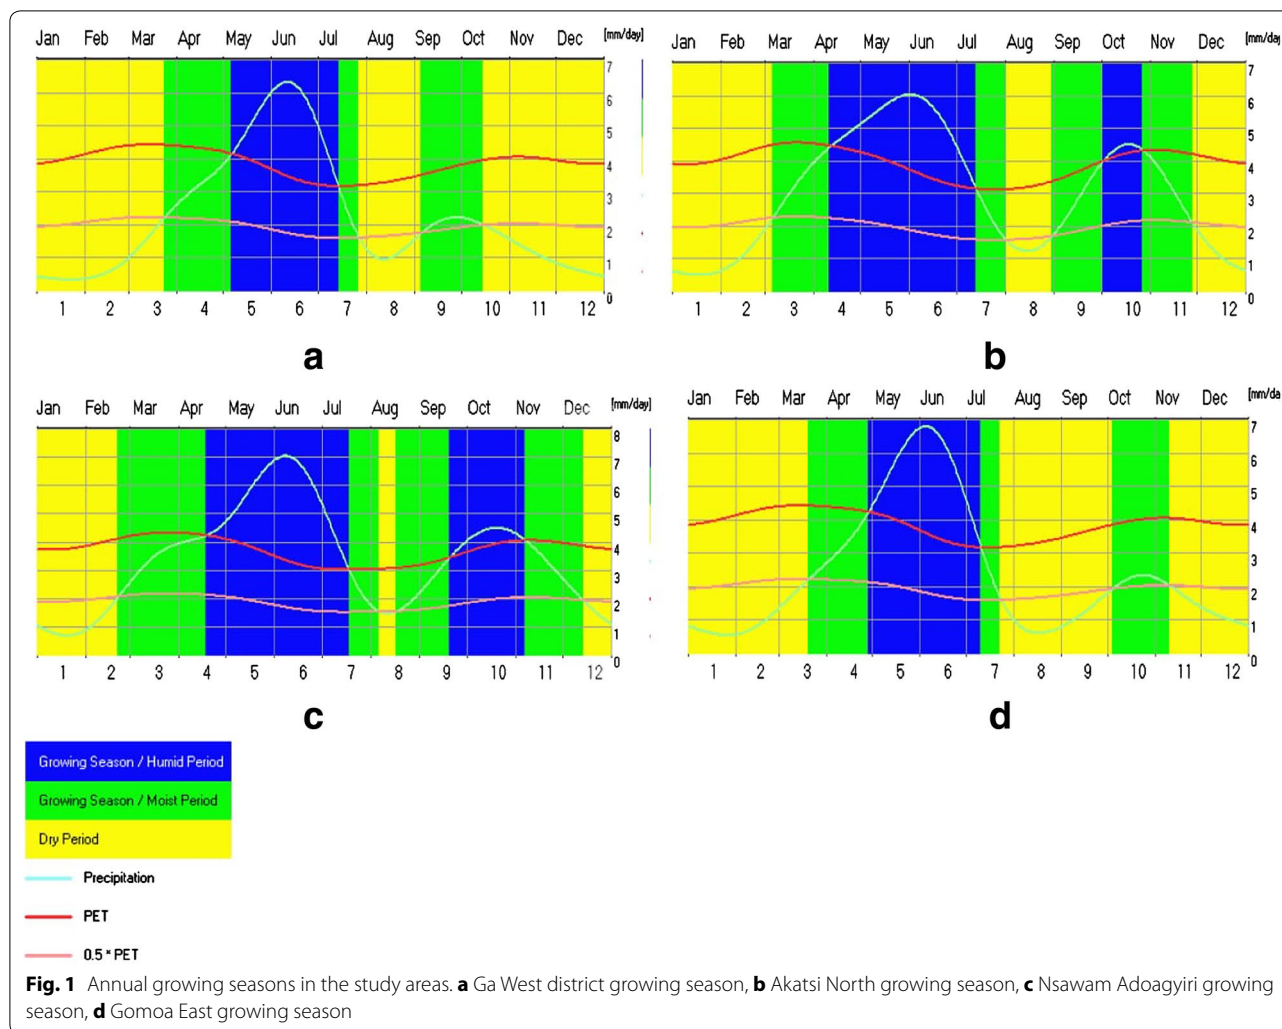 Jan Feb Mar Apr May Jun Jul Aug Sep Oct Nov Dec [mm/day]
7
6
5
4
3
2
1
0
1 2 3 4 5 6 7 8 9 10 11 12
a
Jan Feb Mar Apr May Jun Jul Aug Sep Oct Nov Dec [mm/day
7
6
5
4
3
2
1
0
1 2 3 4 5 6 7 8 9 10 11 12
b
Jan Feb Mar Apr May Jun Jul Aug Sep Oct Nov Dec [mm/day]
8
7
6
5
4
3
2
1
0
1 2 3 4 5 6 7 8 9 10 11 12
c
Jan Feb Mar Apr May Jun Jul Aug Sep Oct Nov Dec [mm/da
7
6
5
4
3
2
1
0
1 2 3 4 5 6 7 8 9 10 11 12
d
Growing Season / Humid Period
Growing Season / Moist Period
Dry Period
Precipitation
PET
0.5 * PET
Fig. 1 Annual growing seasons in the study areas. a Ga West district growing season, b Akatsi North growing season, c Nsawam Adoagyiri growing
season, d Gomoa East growing season